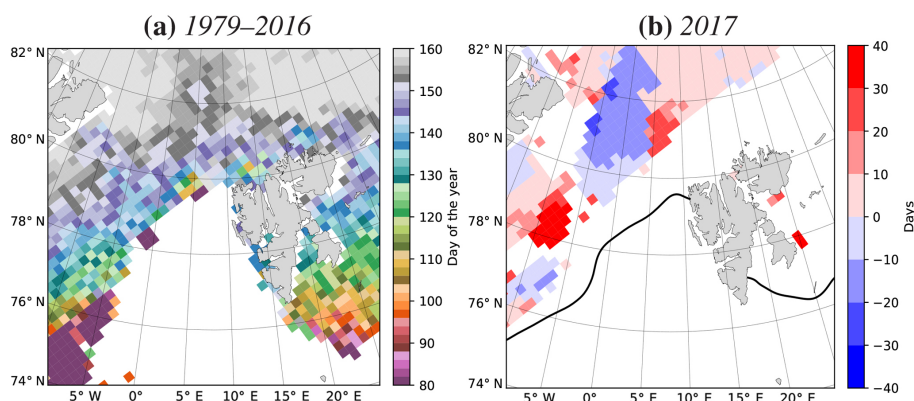 (a) 1979–2016
(b) 2017
82° N
80° N
78° N
76° N
74° N
5° W
0°
5° E
10° E
15° E
20° E
160
150
140
130
120
110
100
90
80
Day of the year
82° N
80° N
78° N
76° N
74° N
5° W
0°
5° E
10° E
15° E
20° E
40
30
20
10
0
−10
−20
−30
−40
Days